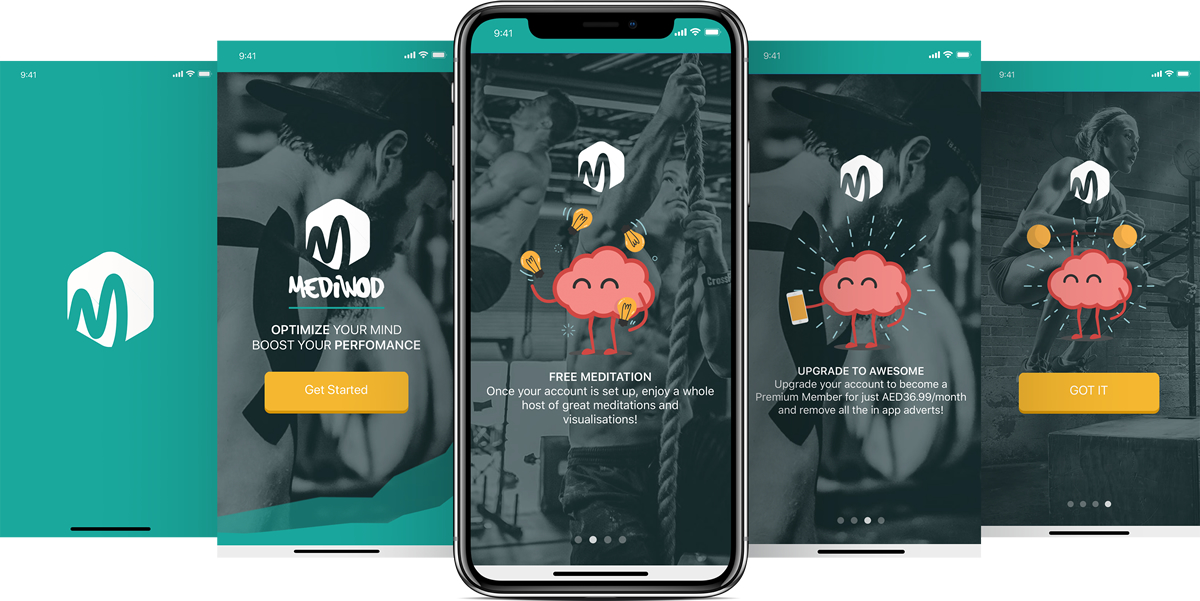 9:41
9:41
MEDIWOD
OPTIMIZE YOUR MIND
BOOST YOUR PERFOMANCE
Get Started
9:41
FREE MEDITATION
Once your account is set up, enjoy a whole
host of great meditations and
visualisations!
9:41
UPGRADE TO AWESOME
Upgrade your account to become a
Premium Member for just AED36.99/month
and remove all the in app adverts!
9:41
GOT IT